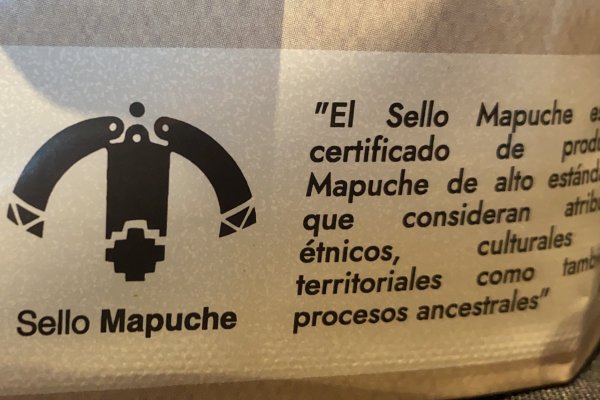 "El Sello Mapuche
certificado de
Mapuche de alto
que consideran
étnicos, culturales
territoriales como
procesos ancestrales"
Sello Mapuche